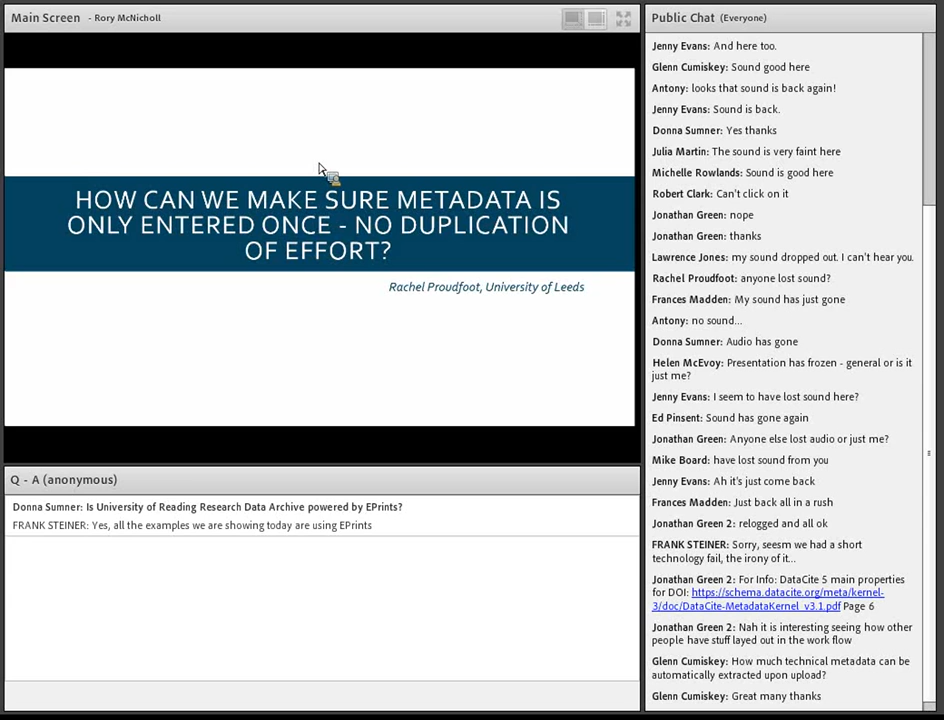 Main Screen - Rory McNicholl
HOW CAN WE MAKE SURE METADATA IS
ONLY ENTERED ONCE - NO DUPLICATION
OF EFFORT?
Rachel Proudfoot, University of Leeds
Q - A (anonymous)
Donna Sumner: Is University of Reading Research Data Archive powered by EPrints?
FRANK STEINER: Yes, all the examples we are showing today are using EPrints
Public Chat (Everyone)
Jenny Evans: And here too.
Glenn Cumiskey: Sound good here
Antony: looks that sound is back again!
Jenny Evans: Sound is back.
Donna Sumner: Yes thanks
Julia Martin: The sound is very faint here
Michelle Rowlands: Sound is good here
Robert Clark: Can't click on it
Jonathan Green: nope
Jonathan Green: thanks
Lawrence Jones: my sound dropped out. I can't hear you.
Rachel Proudfoot: anyone lost sound?
Frances Madden: My sound has just gone
Antony: no sound...
Donna Sumner: Audio has gone
Helen McEvoy: Presentation has frozen - general or is it
just me?
Jenny Evans: I seem to have lost sound here?
Ed Pinsent: Sound has gone again
Jonathan Green: Anyone else lost audio or just me?
Mike Board: have lost sound from you
Jenny Evans: Ah it's just come back
Frances Madden: Just back all in a rush
Jonathan Green 2: relogged and all ok
FRANK STEINER: Sorry, seesm we had a short
technology fail, the irony of it...
Jonathan Green 2: For Info: DataCite 5 main properties
for DOI: https://schema.datacite.org/meta/kernel-
3/doc/DataCite-MetadataKernel_v3.1.pdf Page 6
Jonathan Green 2: Nah it is interesting seeing how other
people have stuff layed out in the work flow
Glenn Cumiskey: How much technical metadata can be
automatically extracted upon upload?
Glenn Cumiskey: Great many thanks